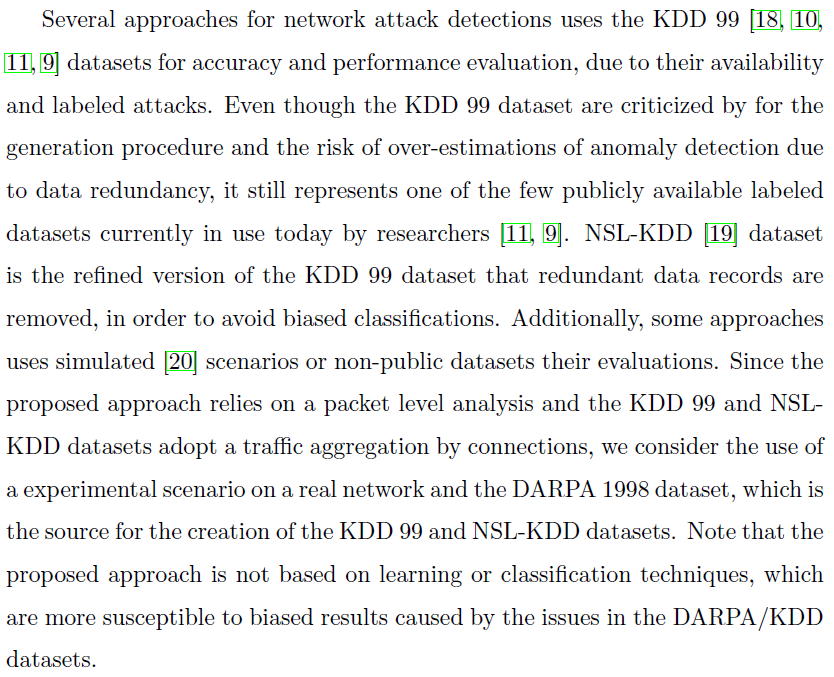 Several approaches for network attack detections uses the KDD 99 [18, 10,
11, 9] datasets for accuracy and performance evaluation, due to their availability
and labeled attacks. Even though the KDD 99 dataset are criticized by for the
generation procedure and the risk of over-estimations of anomaly detection due
to data redundancy, it still represents one of the few publicly available labeled
datasets currently in use today by researchers [11, 9]. NSL-KDD [19] dataset
is the refined version of the KDD 99 dataset that redundant data records are
removed, in order to avoid biased classifications. Additionally, some approaches
uses simulated [20] scenarios or non-public datasets their evaluations. Since the
proposed approach relies on a packet level analysis and the KDD 99 and NSL-
KDD datasets adopt a traffic aggregation by connections, we consider the use of
a experimental scenario on a real network and the DARPA 1998 dataset, which is
the source for the creation of the KDD 99 and NSL-KDD datasets. Note that the
proposed approach is not based on learning or classification techniques, which
are more susceptible to biased results caused by the issues in the DARPA/KDD
datasets.